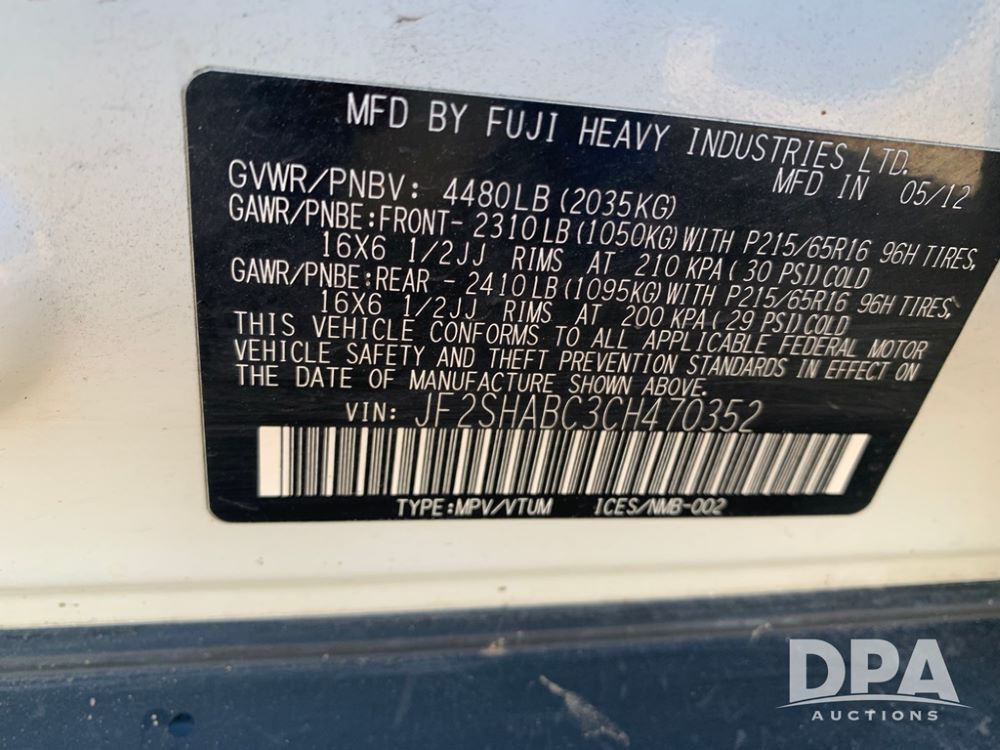 MFD BY FUJI HEAVY INDUSTRIES LTD.
MFD IN 05/12
GVWR/PNBV: 4480LB (2035KG)
GAWR/PNBE:FRONT- 2310LB(1050KG)WITH P215/65R16 96H TIRES,
16X6 1/2JJ RIMS AT 210 KPA( 30 PSI)COLD
GAWR/PNBE:REAR - 2410LB(1095KG)WITH P215/65R16 96H TIRES,
16X6 1/2JJ RIMS AT 200 KPA( 29 PSI)COLD
THIS VEHICLE CONFORMS TO ALL APPLICABLE FEDERAL MOTOR
VEHICLE SAFETY AND THEFT PREVENTION STANDARDS IN EFFECT ON
THE DATE OF MANUFACTURE SHOWN ABOVE.
VIN: JF2SHABC3CH470352
TYPE:MPV/VTUM ICES/NMB-002
DPA
AUCTIONS